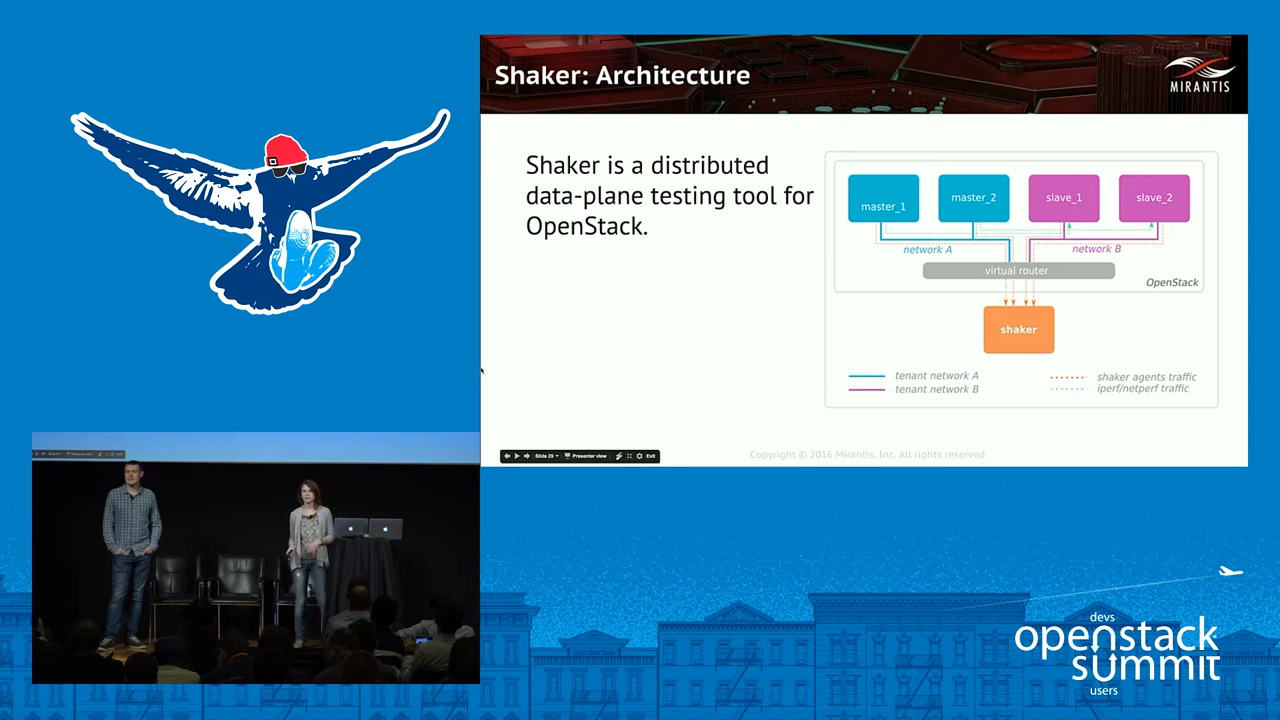 Shaker: Architecture
MIRANTIS
Shaker is a distributed
data-plane testing tool for
OpenStack.
master_1
master_2
slave_1
slave_2
network A
network B
virtual router
OpenStack
shaker
tenant network A
tenant network B
shaker agents traffic
iperf/netperf traffic
Slide 29
Presenter view
Exit
Copyright © 2016 Mirantis, Inc. All rights reserved
devs
openstack
summit
users